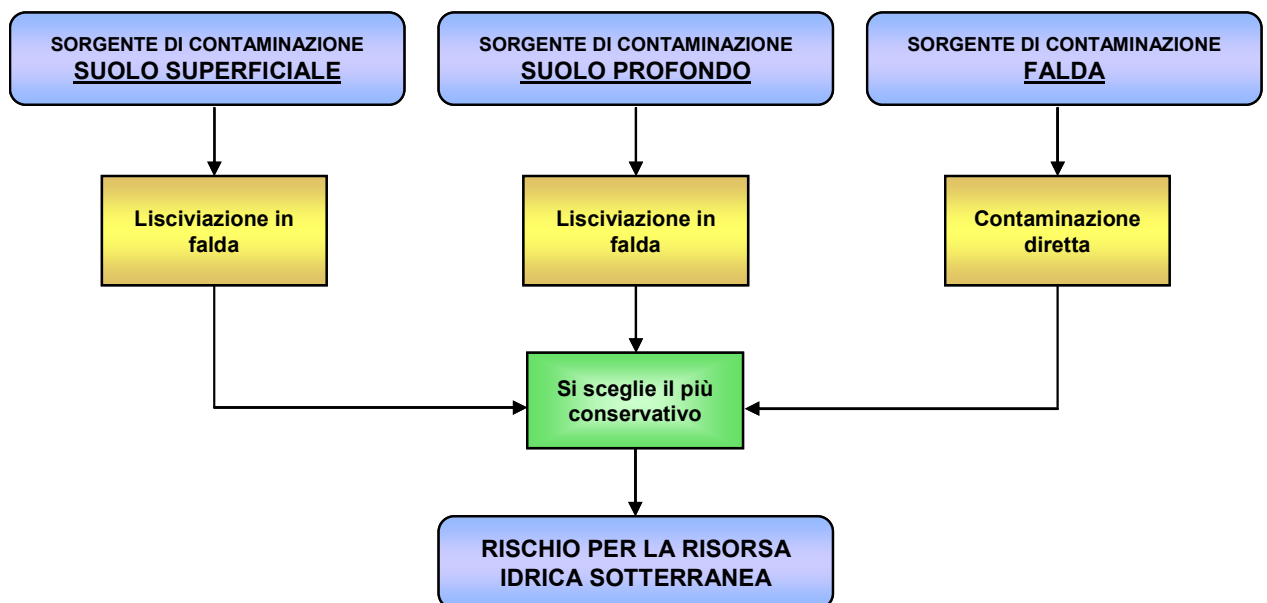 SORGENTE DI CONTAMINAZIONE
SUOLO SUPERFICIALE
SORGENTE DI CONTAMINAZIONE
SUOLO PROFONDO
SORGENTE DI CONTAMINAZIONE
FALDA
Lisciviazione in
falda
Lisciviazione in
falda
Contaminazione
diretta
Si sceglie il più
conservativo
RISCHIO PER LA RISORSA
IDRICA SOTTERRANEA